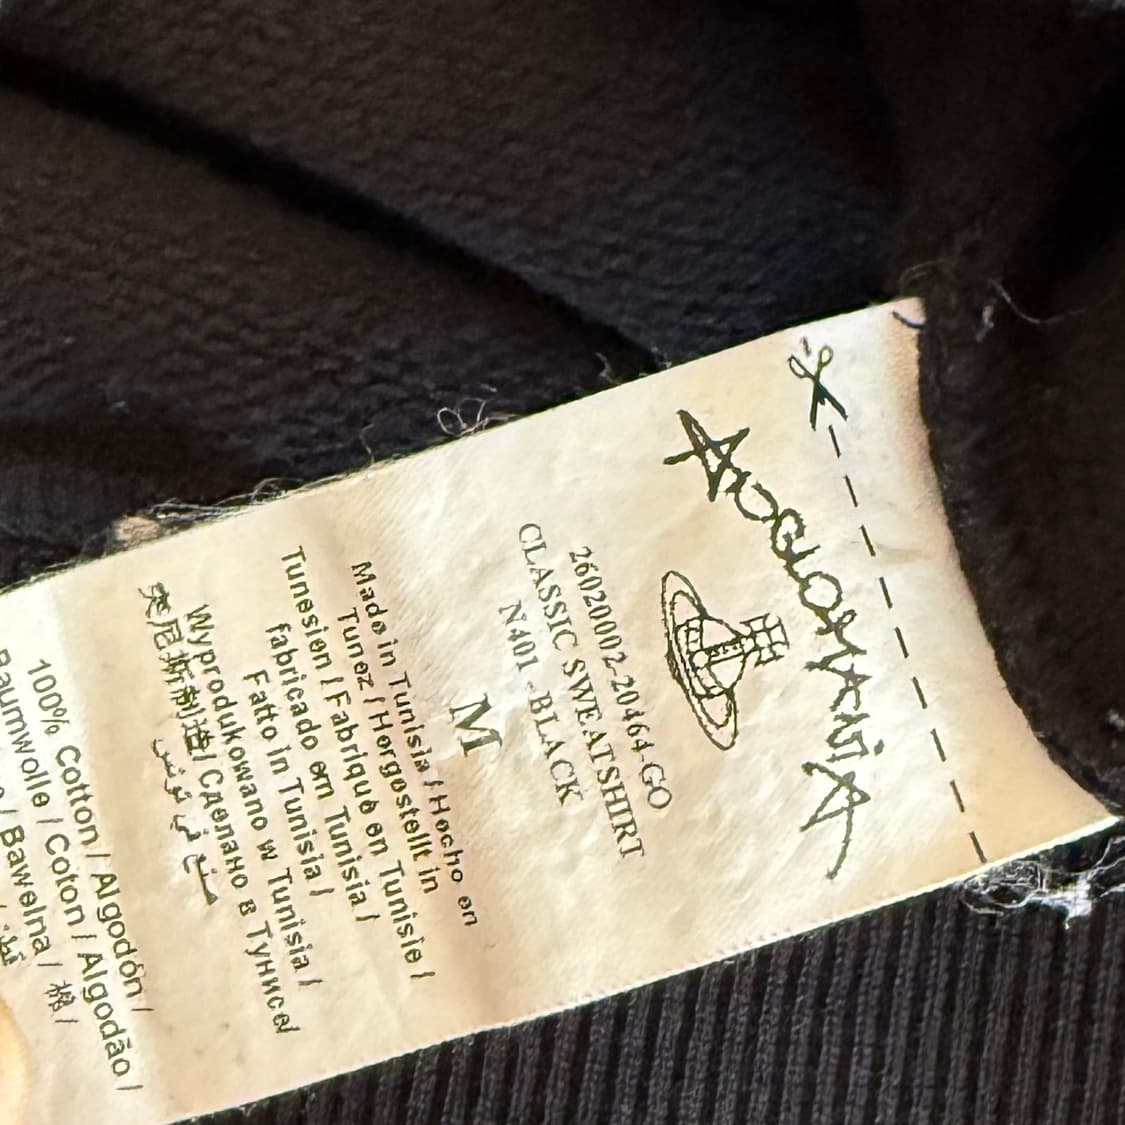 ANGLOMANIA
26020002-20464-GO
CLASSIC SWEATSHIRT
N401 - BLACK
M
Made in Tunisia / Hecho en
Tunez / Hergestellt in
Tunesien / Fabriqué en Tunisie /
fabricado em Tunisia /
Fatto in Tunisia /
Wyprodukowano w Tunisia /
突尼斯制造 / Сделано в Тунисе/
صنع في تونس
100% Cotton / Algodón /
Baumwolle / Coton / Algodão /
/ Bawełna / 棉 /